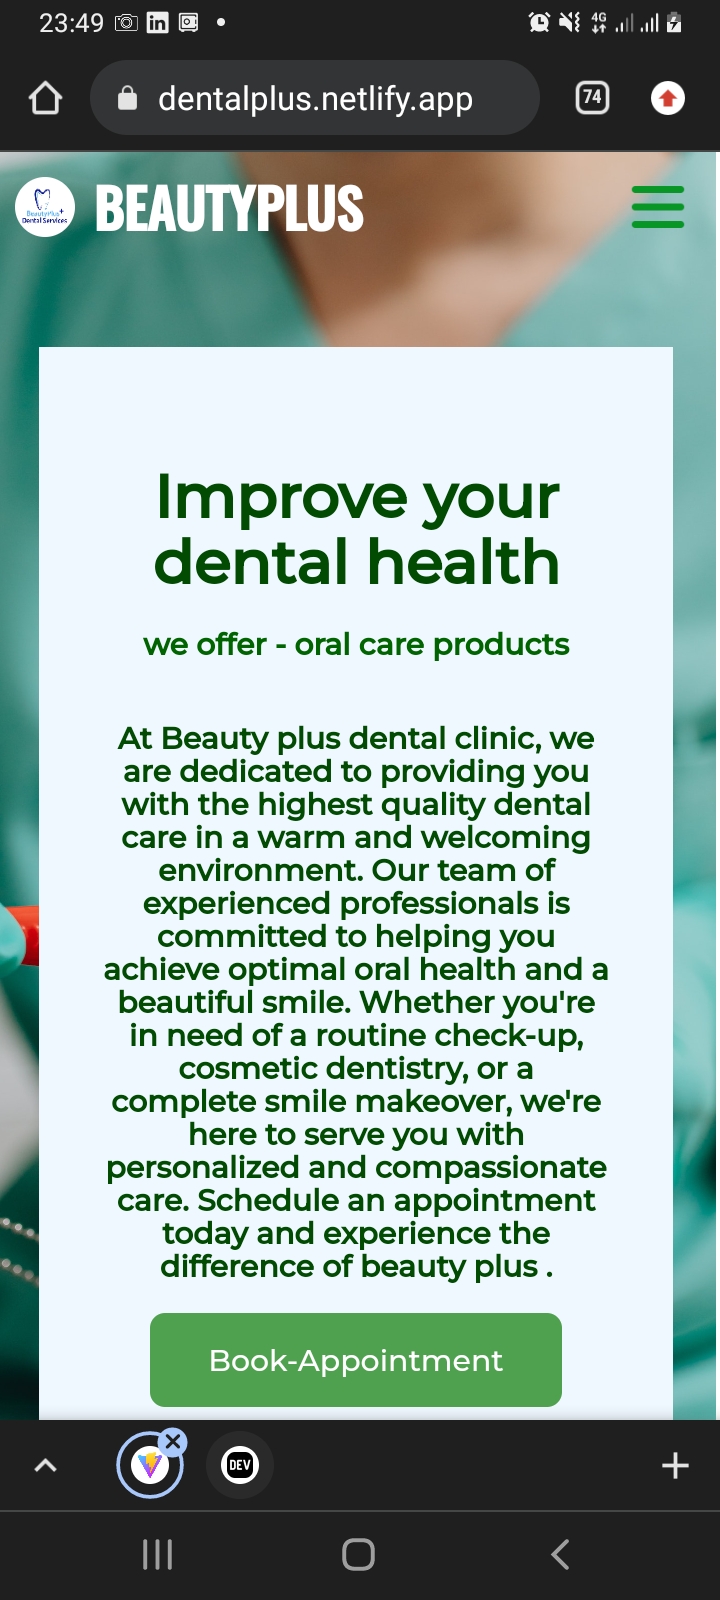 23:49
4G
dentalplus.netlify.app
74
BeautyPlus+
Dental Services
BEAUTYPLUS
Improve your
dental health
we offer - oral care products
At Beauty plus dental clinic, we
are dedicated to providing you
with the highest quality dental
care in a warm and welcoming
environment. Our team of
experienced professionals is
committed to helping you
achieve optimal oral health and a
beautiful smile. Whether you're
in need of a routine check-up,
cosmetic dentistry, or a
complete smile makeover, we're
here to serve you with
personalized and compassionate
care. Schedule an appointment
today and experience the
difference of beauty plus .
Book-Appointment
DEV